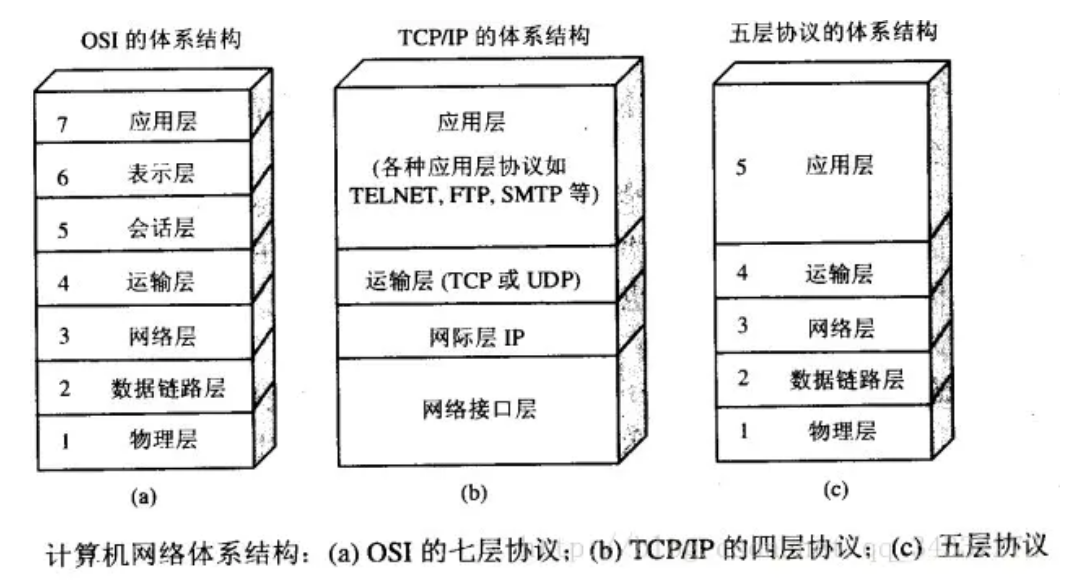 OSI 的体系结构
7 应用层
6 表示层
5 会话层
4 运输层
3 网络层
2 数据链路层
1 物理层
(a)
TCP/IP 的体系结构
应用层
(各种应用层协议如
TELNET, FTP, SMTP 等)
运输层 (TCP 或 UDP)
网际层 IP
网络接口层
(b)
五层协议的体系结构
5 应用层
4 运输层
3 网络层
2 数据链路层
1 物理层
(c)
计算机网络体系结构：(a) OSI 的七层协议；(b) TCP/IP 的四层协议；(c) 五层协议